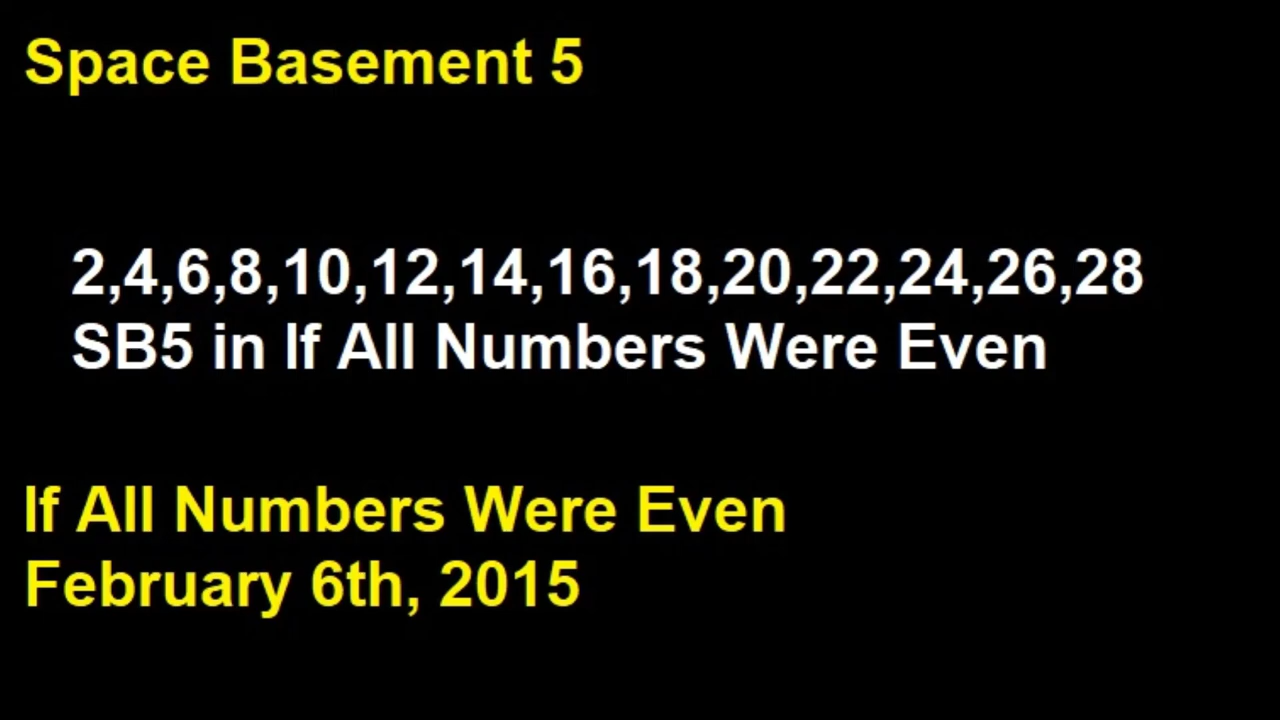 Space Basement 5
2,4,6,8,10,12,14,16,18,20,22,24,26,28
SB5 in If All Numbers Were Even
If All Numbers Were Even
February 6th, 2015